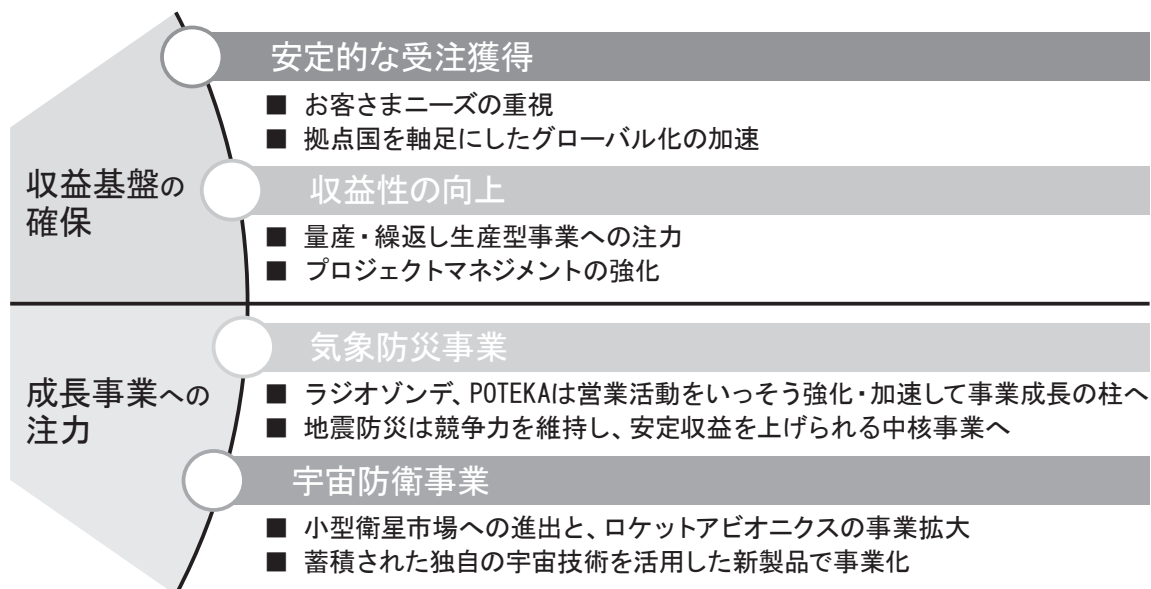 安定的な受注獲得
■ お客さまニーズの重視
■ 拠点国を軸足にしたグローバル化の加速
収益基盤の
確保
収益性の向上
■ 量産・繰返し生産型事業への注力
■ プロジェクトマネジメントの強化
気象防災事業
成長事業への
注力
■ ラジオゾンデ、POTEKAは営業活動をいっそう強化・加速して事業成長の柱へ
■ 地震防災は競争力を維持し、安定収益を上げられる中核事業へ
宇宙防衛事業
■ 小型衛星市場への進出と、ロケットアビオニクスの事業拡大
■ 蓄積された独自の宇宙技術を活用した新製品で事業化